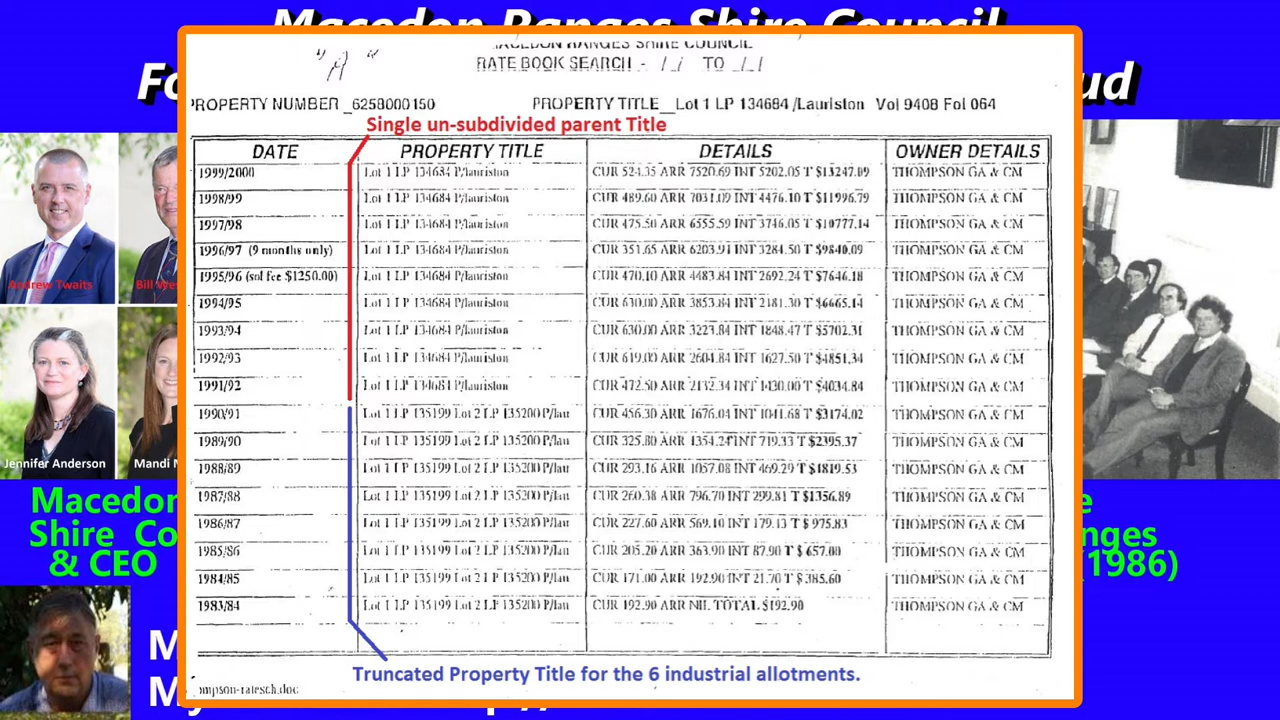 Macedon Ranges Shire Council
Fo
ud
"A"
MACEDON RANGES SHIRE COUNCIL
RATE BOOK SEARCH - / / TO / /
PROPERTY NUMBER _6258000150 PROPERTY TITLE__Lot 1 LP 134684 /Lauriston Vol 9408 Fol 064
Single un-subdivided parent Title
DATE PROPERTY TITLE DETAILS OWNER DETAILS
1999/2000 Lot 1 LP 134684 P/lauriston CUR 524.35 ARR 7520.69 INT 5202.05 T $13247.09 THOMPSON GA & CM
1998/99 Lot 1 LP 134684 P/lauriston CUR 489.60 ARR 7031.09 INT 4476.10 T $11996.79 THOMPSON GA & CM
1997/98 Lot 1 LP 134684 P/lauriston CUR 475.50 ARR 6555.59 INT 3746.05 T $10777.14 THOMPSON GA & CM
1996/97 (9 months only) Lot 1 LP 134684 P/lauriston CUR 351.65 ARR 6203.94 INT 3284.50 T $9840.09 THOMPSON GA & CM
1995/96 (sol fee $1250.00) Lot 1 LP 134684 P/lauriston CUR 470.10 ARR 4483.84 INT 2692.24 T $7646.18 THOMPSON GA & CM
1994/95 Lot 1 LP 134684 P/lauriston CUR 630.00 ARR 3853.84 INT 2181.30 T $6665.14 THOMPSON GA & CM
1993/94 Lot 1 LP 134684 P/lauriston CUR 630.00 ARR 3223.84 INT 1848.47 T $5702.31 THOMPSON GA & CM
1992/93 Lot 1 LP 134684 P/lauriston CUR 619.00 ARR 2604.84 INT 1627.50 T $4851.34 THOMPSON GA & CM
1991/92 Lot 1 LP 134684 P/lauriston CUR 472.50 ARR 2132.34 INT 1430.00 T $4034.84 THOMPSON GA & CM
1990/91 Lot 1 LP 135199 Lot 2 LP 135200 P/lau CUR 456.30 ARR 1676.04 INT 1041.68 T $3174.02 THOMPSON GA & CM
1989/90 Lot 1 LP 135199 Lot 2 LP 135200 P/lau CUR 325.80 ARR 1354.24 INT 719.33 T $2395.37 THOMPSON GA & CM
1988/89 Lot 1 LP 135199 Lot 2 LP 135200 P/lau CUR 293.16 ARR 1057.08 INT 469.29 T $1819.53 THOMPSON GA & CM
1987/88 Lot 1 LP 135199 Lot 2 LP 135200 P/lau CUR 260.38 ARR 796.70 INT 299.81 T $1356.89 THOMPSON GA & CM
1986/87 Lot 1 LP 135199 Lot 2 LP 135200 P/lau CUR 227.60 ARR 569.10 INT 179.13 T $ 975.83 THOMPSON GA & CM
1985/86 Lot 1 LP 135199 Lot 2 LP 135200 P/lau CUR 205.20 ARR 363.90 INT 87.90 T $ 657.00 THOMPSON GA & CM
1984/85 Lot 1 LP 135199 Lot 2 LP 135200 P/lau CUR 171.00 ARR 192.90 INT 21.70 T $ 385.60 THOMPSON GA & CM
1983/84 Lot 1 LP 135199 Lot 2 LP 135200 P/lau CUR 192.90 ARR NIL TOTAL $192.90 THOMPSON GA & CM
Truncated Property Title for the 6 industrial allotments.
mpson-ratesch.doc
Andrew Twaits
Bill Wes
Jennifer Anderson
Mandi M
Macedon
Shire Co
& CEO
e
nges
(1986)
M
My